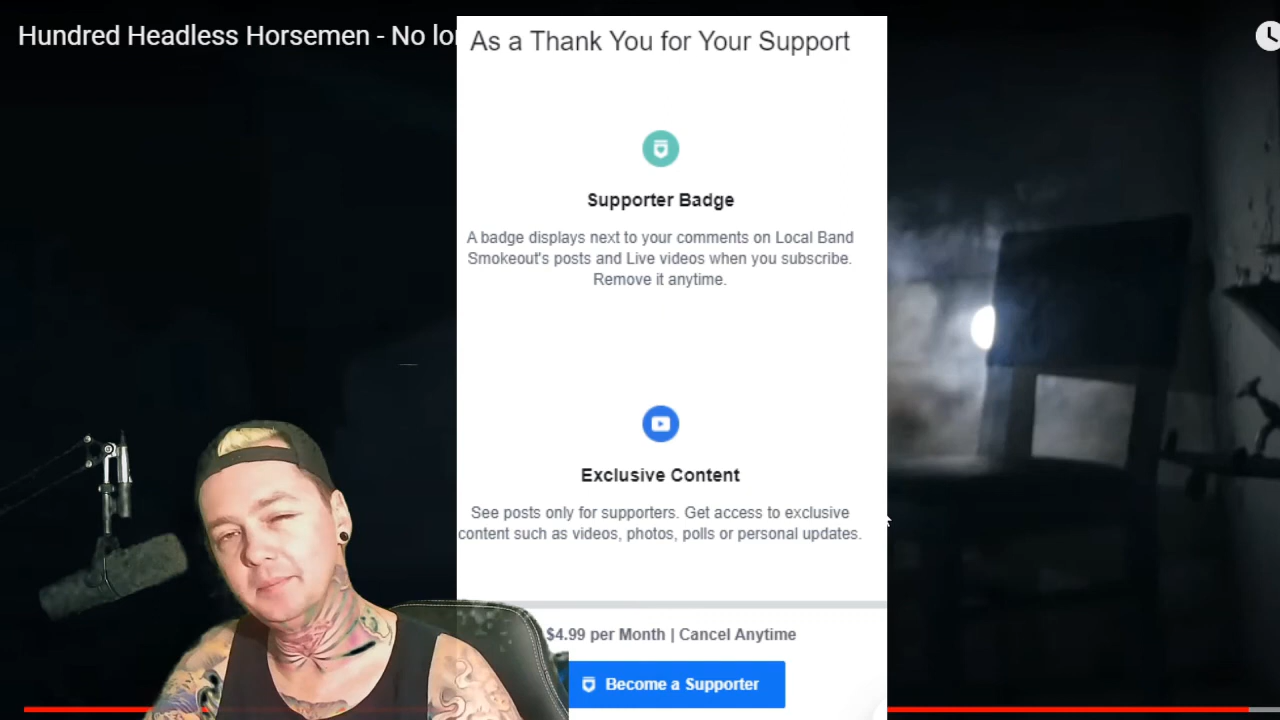 Hundred Headless Horsemen - No
As a Thank You for Your Support
Supporter Badge
A badge displays next to your comments on Local Band
Smokeout's posts and Live videos when you subscribe.
Remove it anytime.
Exclusive Content
See posts only for supporters. Get access to exclusive
content such as videos, photos, polls or personal updates.
$4.99 per Month | Cancel Anytime
Become a Supporter